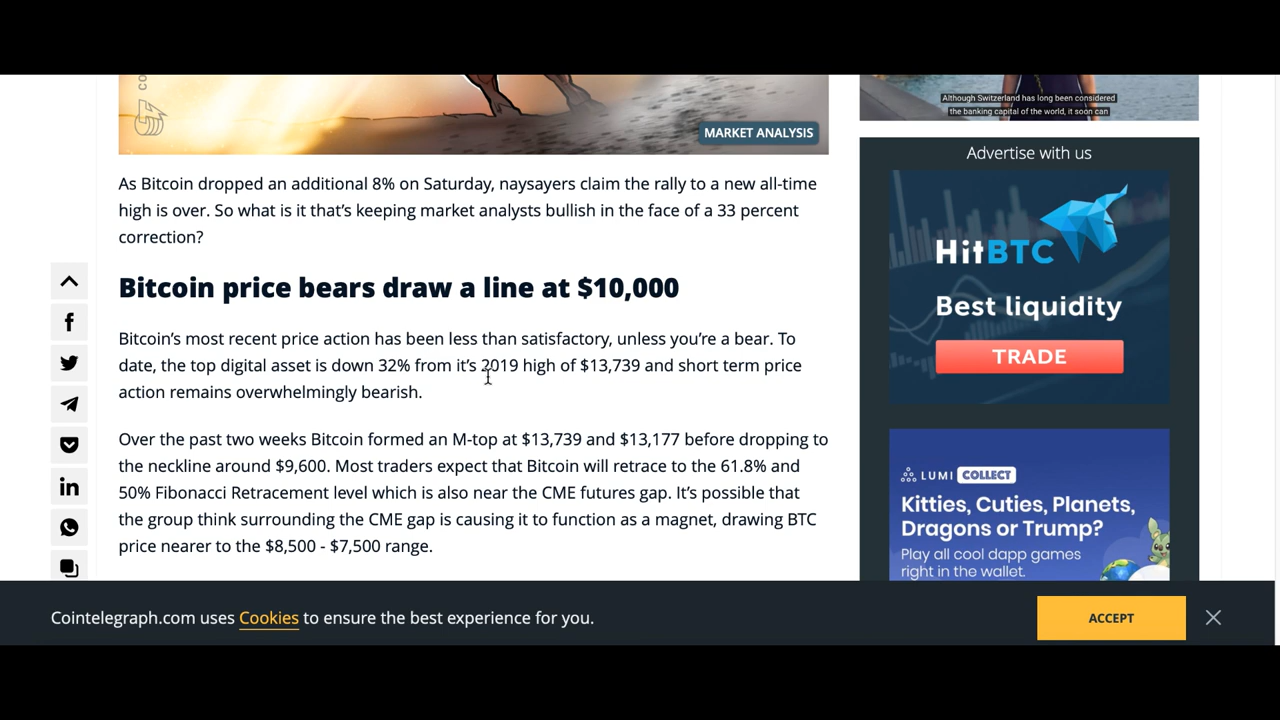 CO
MARKET ANALYSIS
Although Switzerland has long been considered
the banking capital of the world, it soon can
As Bitcoin dropped an additional 8% on Saturday, naysayers claim the rally to a new all-time
high is over. So what is it that’s keeping market analysts bullish in the face of a 33 percent
correction?
Bitcoin price bears draw a line at $10,000
Bitcoin’s most recent price action has been less than satisfactory, unless you’re a bear. To
date, the top digital asset is down 32% from it’s 2019 high of $13,739 and short term price
action remains overwhelmingly bearish.
Over the past two weeks Bitcoin formed an M-top at $13,739 and $13,177 before dropping to
the neckline around $9,600. Most traders expect that Bitcoin will retrace to the 61.8% and
50% Fibonacci Retracement level which is also near the CME futures gap. It’s possible that
the group think surrounding the CME gap is causing it to function as a magnet, drawing BTC
price nearer to the $8,500 - $7,500 range.
Advertise with us
HitBTC
Best liquidity
TRADE
LUMI COLLECT
Kitties, Cuties, Planets,
Dragons or Trump?
Play all cool dapp games
right in the wallet.
Cointelegraph.com uses Cookies to ensure the best experience for you.
ACCEPT